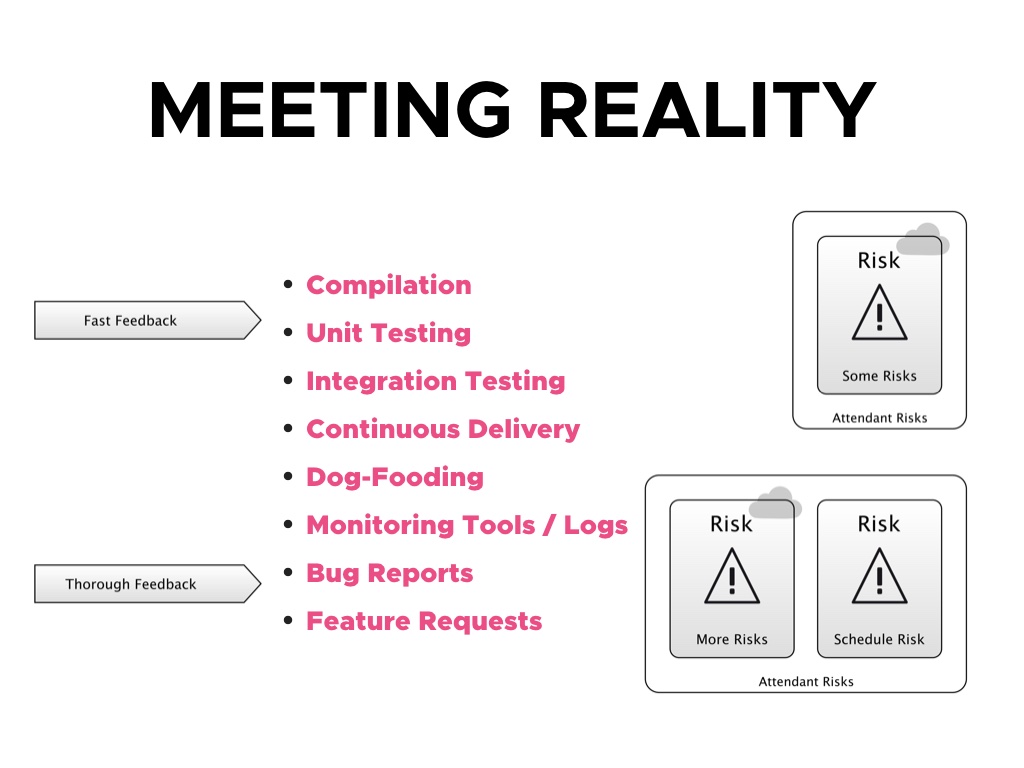 MEETING REALITY
Fast Feedback
• Compilation
• Unit Testing
• Integration Testing
• Continuous Delivery
• Dog-Fooding
• Monitoring Tools / Logs
• Bug Reports
• Feature Requests
Thorough Feedback
Risk
!
Some Risks
Attendant Risks
Risk
!
More Risks
Risk
!
Schedule Risk
Attendant Risks